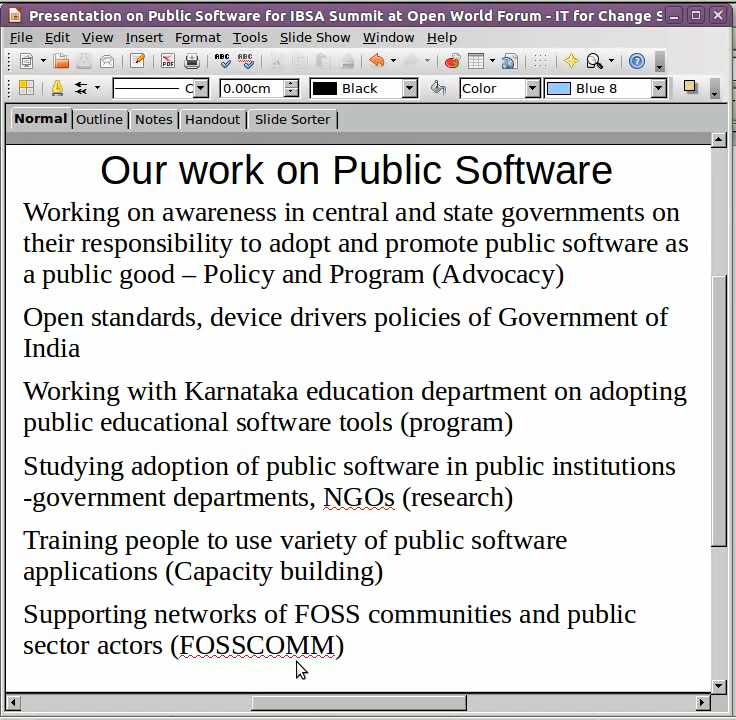 Presentation on Public Software for IBSA Summit at Open World Forum - IT for Change S
File Edit View Insert Format Tools Slide Show Window Help
C 0.00cm Black Color Blue 8
Normal Outline Notes Handout Slide Sorter
Our work on Public Software
Working on awareness in central and state governments on
their responsibility to adopt and promote public software as
a public good – Policy and Program (Advocacy)
Open standards, device drivers policies of Government of
India
Working with Karnataka education department on adopting
public educational software tools (program)
Studying adoption of public software in public institutions
-government departments, NGOs (research)
Training people to use variety of public software
applications (Capacity building)
Supporting networks of FOSS communities and public
sector actors (FOSSCOMM)